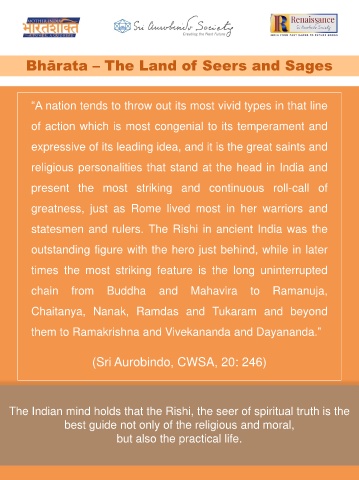 भारतशक्ति
Sri Aurobindo Society
Creating the Next Future
Renaissance
Sri Aurobindo Society
Bhārata – The Land of Seers and Sages
“A nation tends to throw out its most vivid types in that line
of action which is most congenial to its temperament and
expressive of its leading idea, and it is the great saints and
religious personalities that stand at the head in India and
present the most striking and continuous roll-call of
greatness, just as Rome lived most in her warriors and
statesmen and rulers. The Rishi in ancient India was the
outstanding figure with the hero just behind, while in later
times the most striking feature is the long uninterrupted
chain from Buddha and Mahavira to Ramanuja,
Chaitanya, Nanak, Ramdas and Tukaram and beyond
them to Ramakrishna and Vivekananda and Dayananda.”
(Sri Aurobindo, CWSA, 20: 246)
The Indian mind holds that the Rishi, the seer of spiritual truth is the
best guide not only of the religious and moral,
but also the practical life.